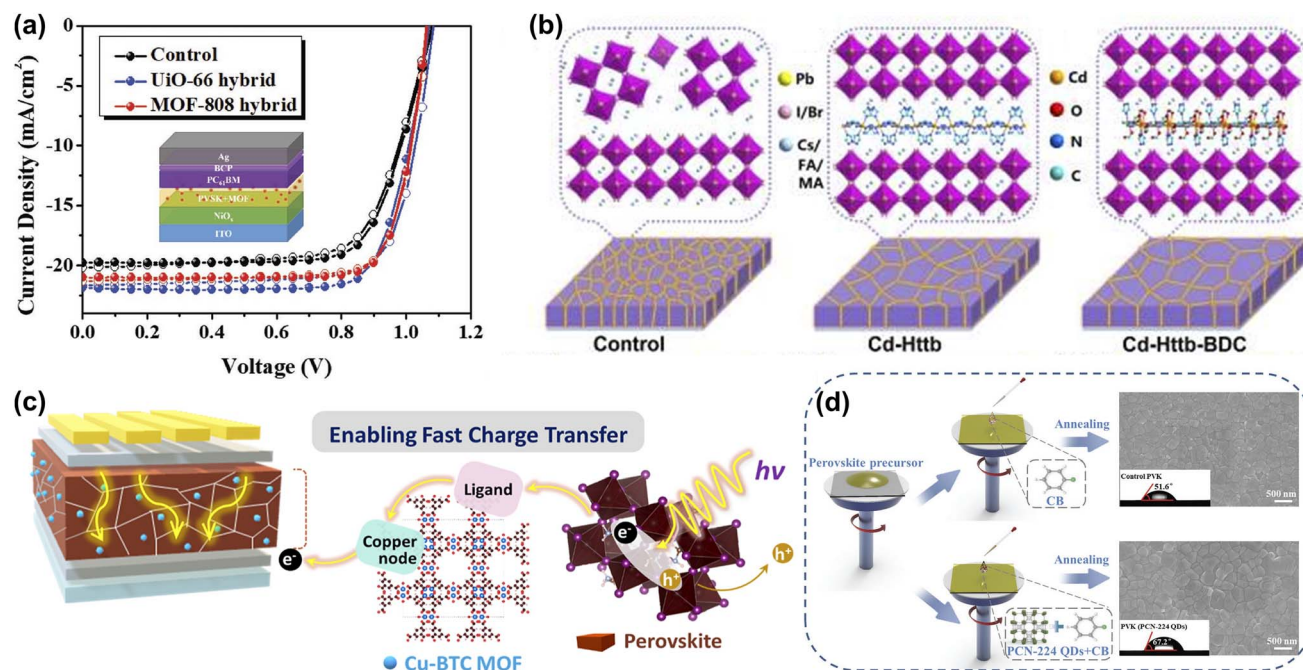 (a)
0
-5
-10
-15
-20
Current Density (mA/cm²)
Control
UiO-66 hybrid
MOF-808 hybrid
Ag
BCP
PC₆₁BM
PVSK+MOF
NiOₓ
ITO
0.0
0.2
0.4
0.6
0.8
1.0
1.2
Voltage (V)
(b)
Pb
I/Br
Cs/
FA/
MA
Cd
O
N
C
Control
Cd-Httb
Cd-Httb-BDC
(c)
Enabling Fast Charge Transfer
Ligand
Copper
node
hν
e⁻
e⁻
h⁺
h⁺
Perovskite
Cu-BTC MOF
(d)
Perovskite precursor
CB
Annealing
Control PVK
51.6°
500 nm
PCN-224 QDs+CB
Annealing
PVK (PCN-224 QDs)
67.2°
500 nm